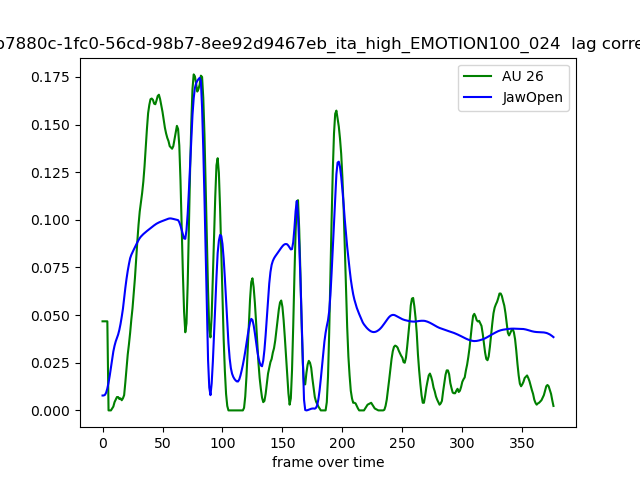 b7880c-1fc0-56cd-98b7-8ee92d9467eb_ita_high_EMOTION100_024 lag corre
AU 26
JawOpen
0.175
0.150
0.125
0.100
0.075
0.050
0.025
0.000
0 50 100 150 200 250 300 350
frame over time